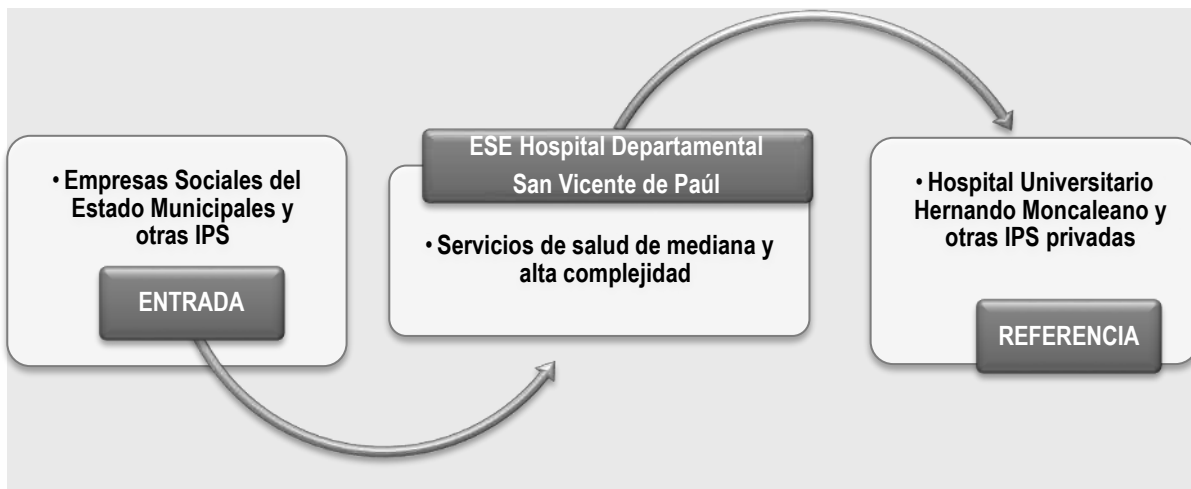 • Empresas Sociales del
Estado Municipales y
otras IPS
ENTRADA
ESE Hospital Departamental
San Vicente de Paúl
• Servicios de salud de mediana y
alta complejidad
• Hospital Universitario
Hernando Moncaleano y
otras IPS privadas
REFERENCIA